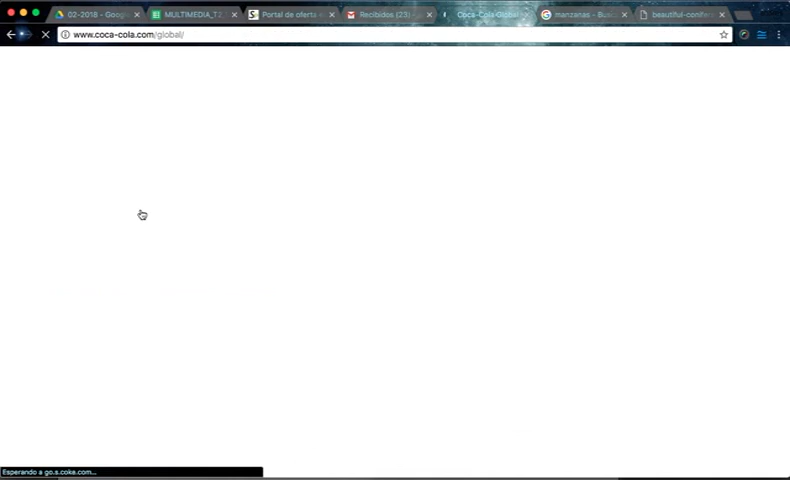 02-2018 - Goog
MULTIMEDIA_T2
Portal de oferta
Recibidos (23)
Coca-Cola Global
manzanas - Bus
beautiful-conife
www.coca-cola.com/global/
Esperando a go.s.coke.com...